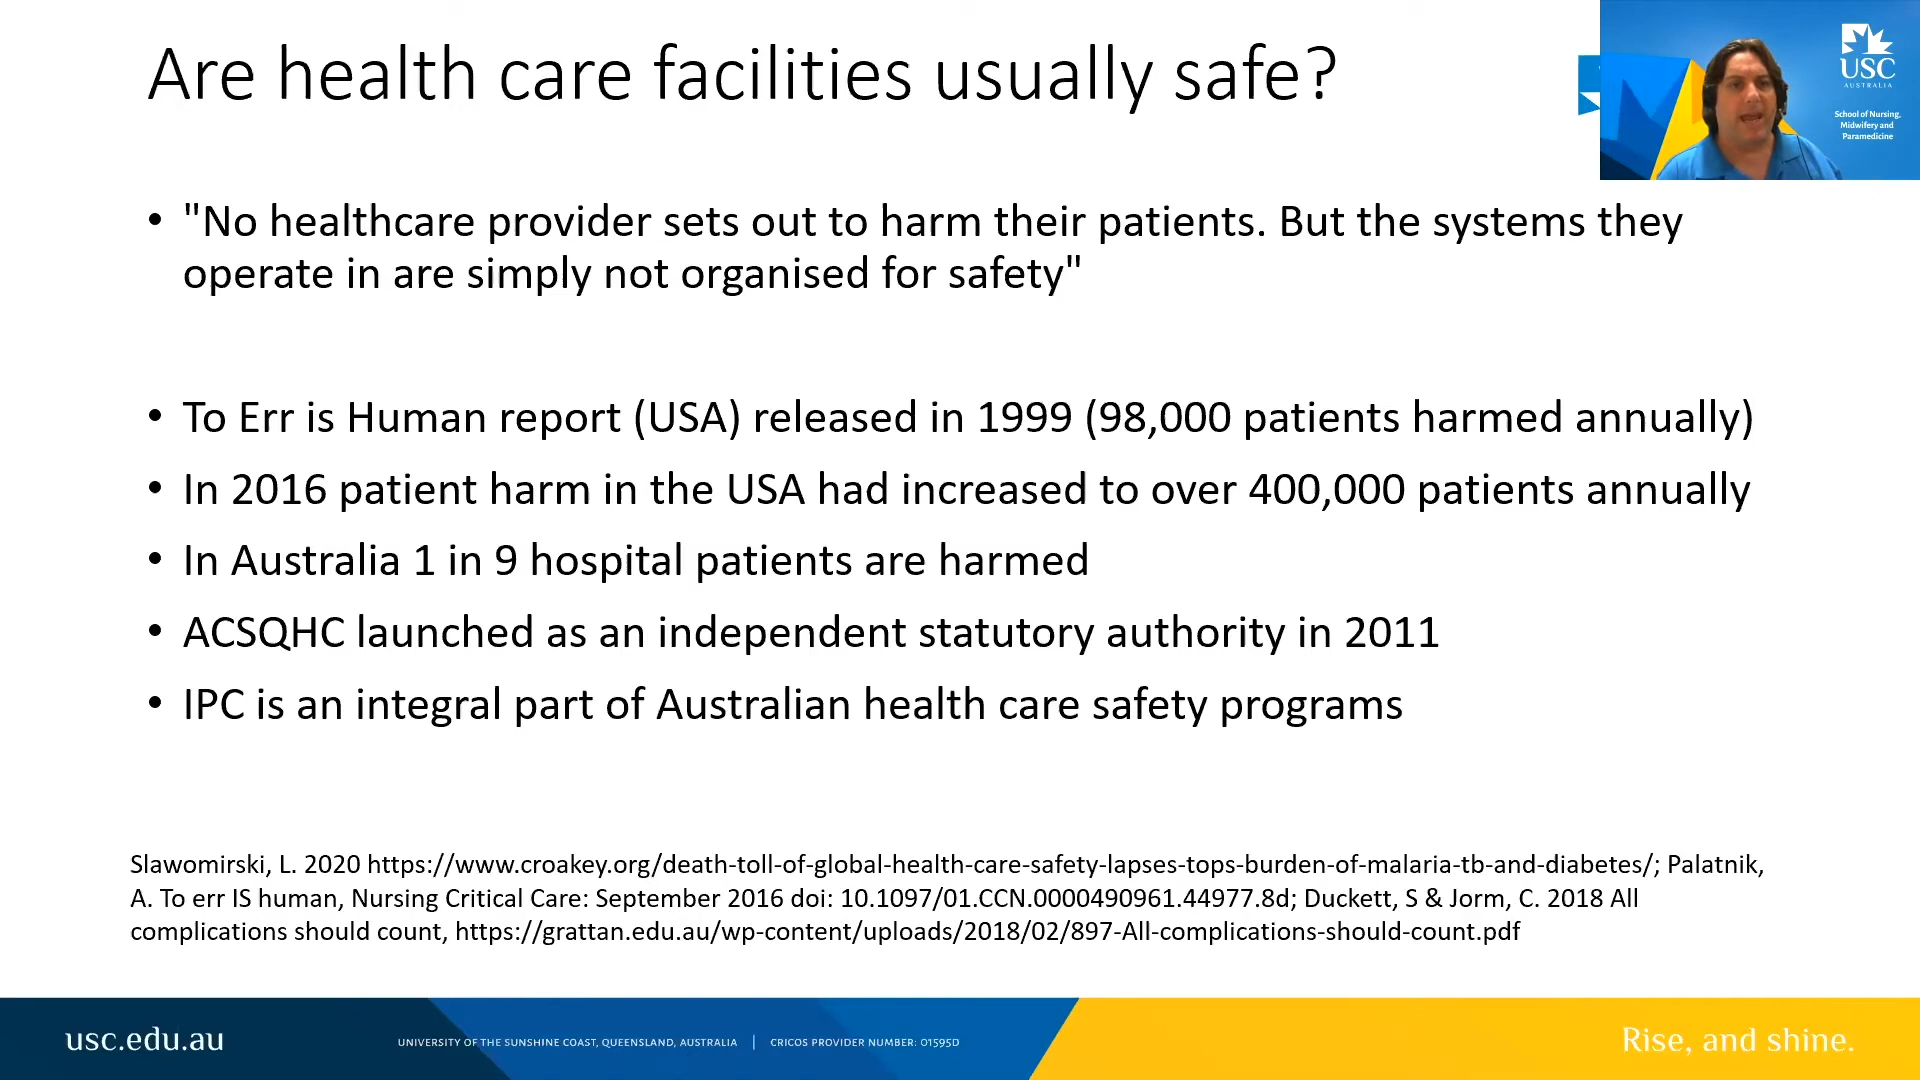 Are health care facilities usually safe?
USC
AUSTRALIA
School of Nursing,
Midwifery and
Paramedicine
• "No healthcare provider sets out to harm their patients. But the systems they
operate in are simply not organised for safety"
• To Err is Human report (USA) released in 1999 (98,000 patients harmed annually)
• In 2016 patient harm in the USA had increased to over 400,000 patients annually
• In Australia 1 in 9 hospital patients are harmed
• ACSQHC launched as an independent statutory authority in 2011
• IPC is an integral part of Australian health care safety programs
Slawomirski, L. 2020 https://www.croakey.org/death-toll-of-global-health-care-safety-lapses-tops-burden-of-malaria-tb-and-diabetes/; Palatnik,
A. To err IS human, Nursing Critical Care: September 2016 doi: 10.1097/01.CCN.0000490961.44977.8d; Duckett, S & Jorm, C. 2018 All
complications should count, https://grattan.edu.au/wp-content/uploads/2018/02/897-All-complications-should-count.pdf
usc.edu.au
UNIVERSITY OF THE SUNSHINE COAST, QUEENSLAND, AUSTRALIA | CRICOS PROVIDER NUMBER: 01595D
Rise, and shine.